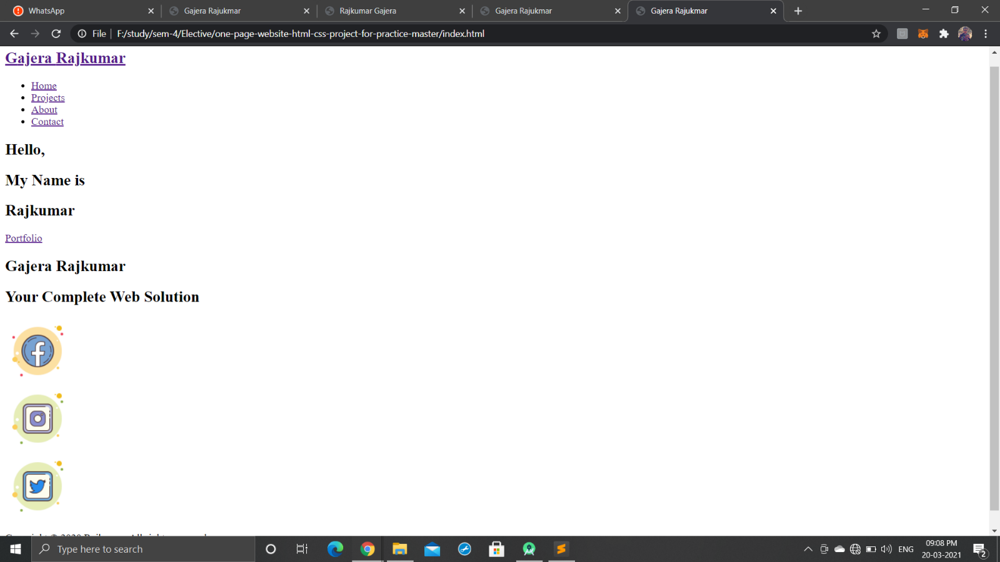 WhatsApp
Gajera Rajukmar
Rajkumar Gajera
Gajera Rajukmar
Gajera Rajukmar
File | F:/study/sem-4/Elective/one-page-website-html-css-project-for-practice-master/index.html
Gajera Rajkumar
Home
Projects
About
Contact
Hello,
My Name is
Rajkumar
Portfolio
Gajera Rajkumar
Your Complete Web Solution
Type here to search
ENG
09:08 PM
20-03-2021
2